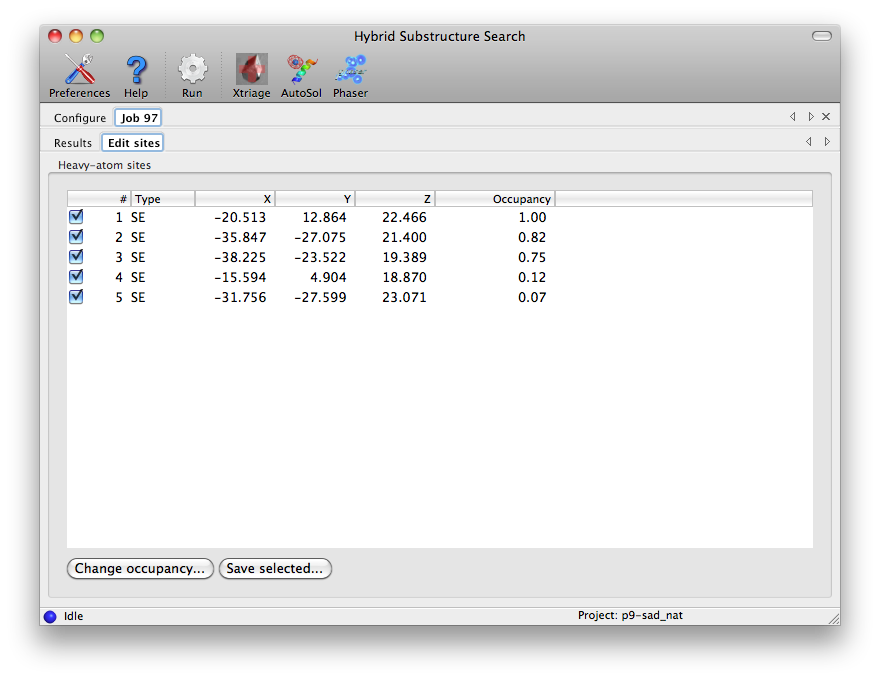 Hybrid Substructure Search
Preferences Help Run Xtriage AutoSol Phaser
Configure Job 97
Results Edit sites
Heavy-atom sites
# Type X Y Z Occupancy
1 SE -20.513 12.864 22.466 1.00
2 SE -35.847 -27.075 21.400 0.82
3 SE -38.225 -23.522 19.389 0.75
4 SE -15.594 4.904 18.870 0.12
5 SE -31.756 -27.599 23.071 0.07
Change occupancy... Save selected...
Idle Project: p9-sad_nat